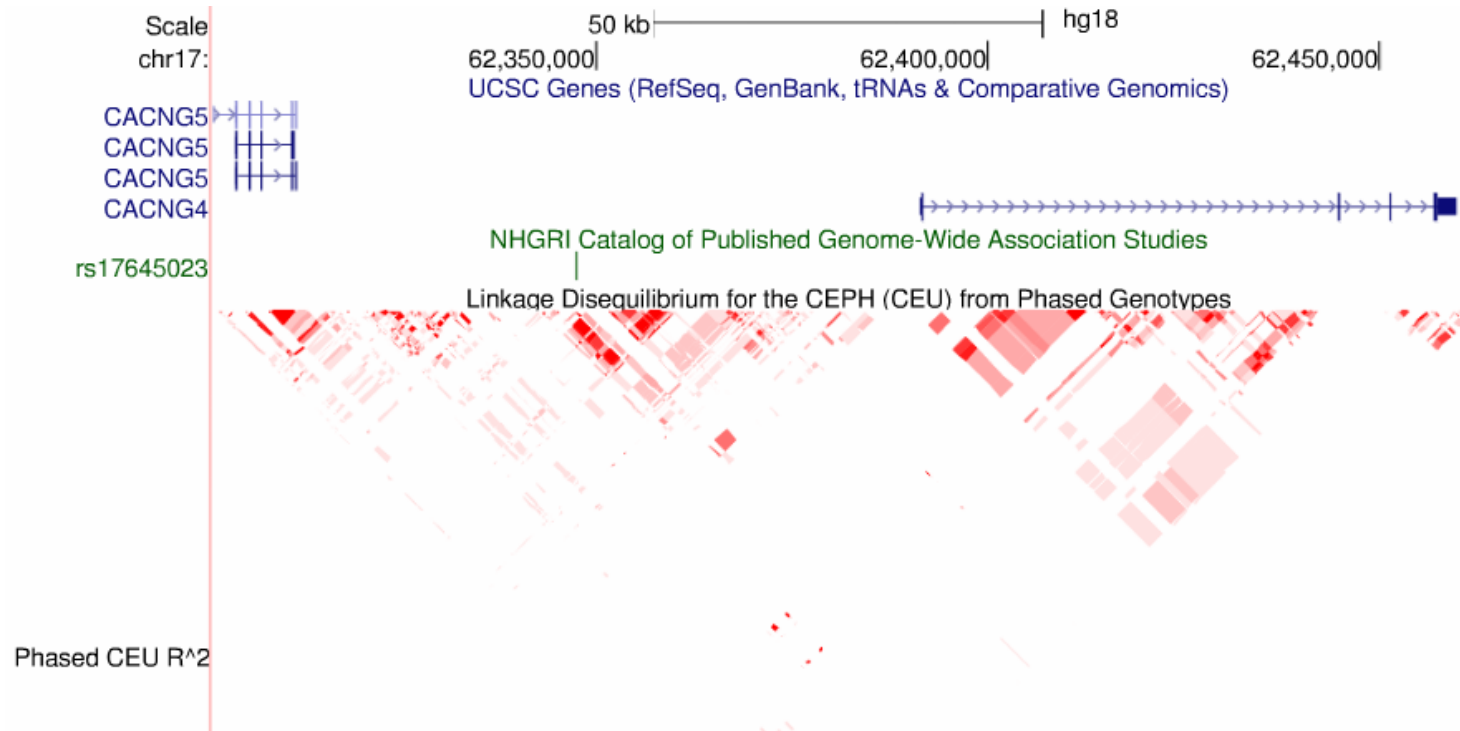 Scale 50 kb hg18
chr17: 62,350,000 62,400,000 62,450,000
UCSC Genes (RefSeq, GenBank, tRNAs & Comparative Genomics)
CACNG5
CACNG5
CACNG5
CACNG4
NHGRI Catalog of Published Genome-Wide Association Studies
rs17645023
Linkage Disequilibrium for the CEPH (CEU) from Phased Genotypes
Phased CEU R^2